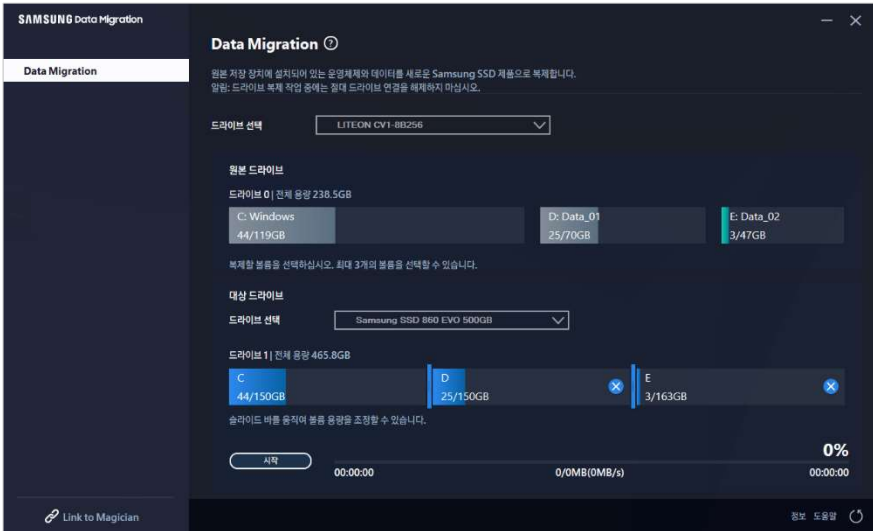 SAMSUNG Data Migration
Data Migration
Data Migration ?
원본 저장 장치에 설치되어 있는 운영체제와 데이터를 새로운 Samsung SSD 제품으로 복제합니다.
알림: 드라이브 복제 작업 중에는 절대 드라이브 연결을 해제하지 마십시오.
드라이브 선택
LITEON CV1-8B256
원본 드라이브
드라이브 0 | 전체 용량 238.5GB
C: Windows
44/119GB
D: Data_01
25/70GB
E: Data_02
3/47GB
복제할 볼륨을 선택하십시오. 최대 3개의 볼륨을 선택할 수 있습니다.
대상 드라이브
드라이브 선택
Samsung SSD 860 EVO 500GB
드라이브 1 | 전체 용량 465.8GB
C
44/150GB
D
25/150GB
E
3/163GB
슬라이드 바를 움직여 볼륨 용량을 조정할 수 있습니다.
0%
시작
00:00:00
0/0MB(0MB/s)
00:00:00
Link to Magician
정보 도움말